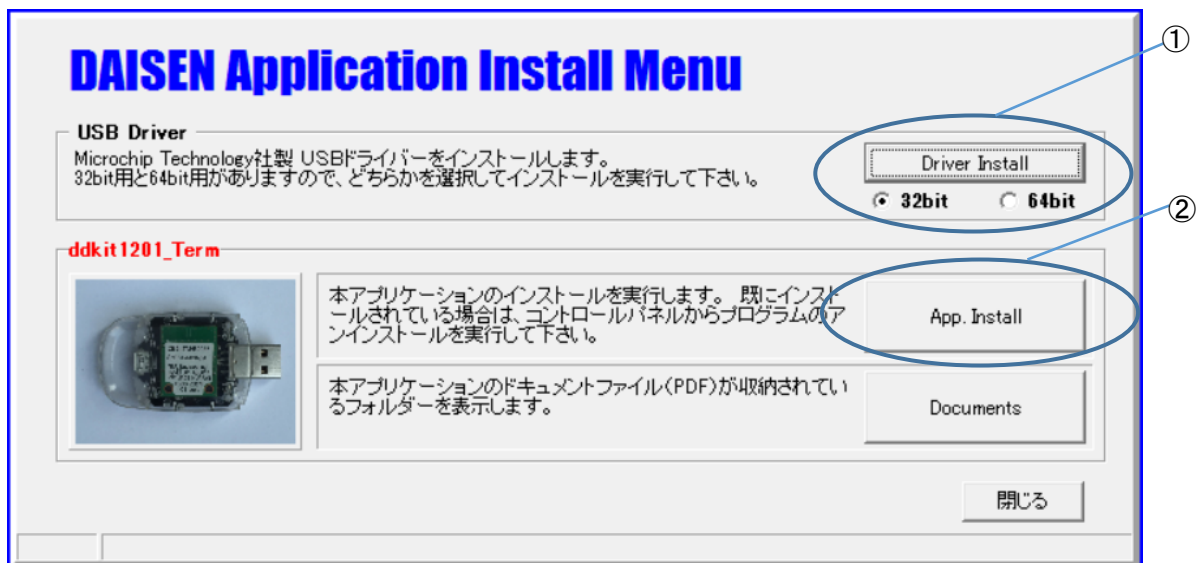 DAISEN Application Install Menu
①
USB Driver
Microchip Technology社製 USBドライバーをインストールします。
32bit用と64bit用がありますので、どちらかを選択してインストールを実行して下さい。
Driver Install
32bit
64bit
②
ddkit1201_Term
本アプリケーションのインストールを実行します。 既にインスト
ールされている場合は、コントロールパネルからプログラムのア
ンインストールを実行して下さい。
App. Install
本アプリケーションのドキュメントファイル(PDF)が収納されてい
るフォルダーを表示します。
Documents
閉じる